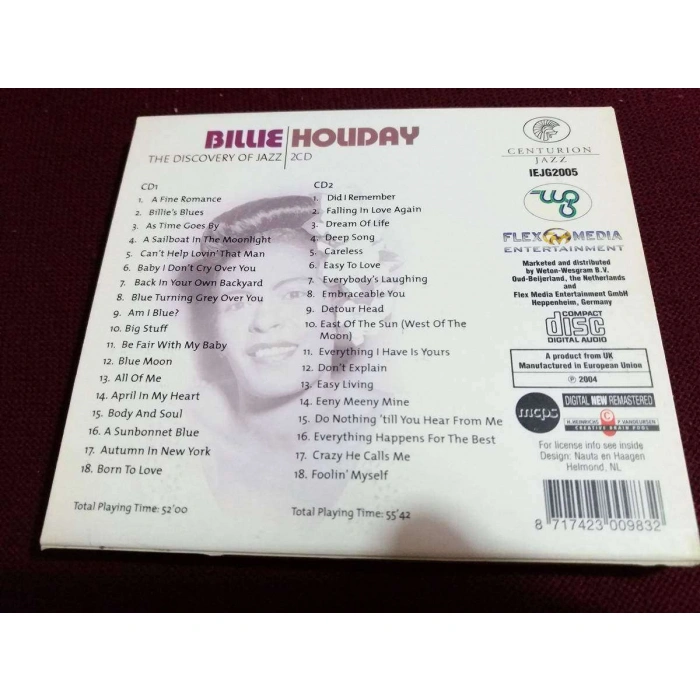 BILLIE HOLIDAY
THE DISCOVERY OF JAZZ 2CD
CD1
1. A Fine Romance
2. Billie's Blues
3. As Time Goes By
4. A Sailboat In The Moonlight
5. Can't Help Lovin' That Man
6. Baby I Don't Cry Over You
7. Back In Your Own Backyard
8. Blue Turning Grey Over You
9. Am I Blue?
10. Big Stuff
11. Be Fair With My Baby
12. Blue Moon
13. All Of Me
14. April In My Heart
15. Body And Soul
16. A Sunbonnet Blue
17. Autumn In New York
18. Born To Love
Total Playing Time: 52'00
CD2
1. Did I Remember
2. Falling In Love Again
3. Dream Of Life
4. Deep Song
5. Careless
6. Easy To Love
7. Everybody's Laughing
8. Embraceable You
9. Detour Head
10. East Of The Sun (West Of The
Moon)
11. Everything I Have Is Yours
12. Don't Explain
13. Easy Living
14. Eeny Meeny Mine
15. Do Nothing 'till You Hear From Me
16. Everything Happens For The Best
17. Crazy He Calls Me
18. Foolin' Myself
Total Playing Time: 55'42
CENTURION
JAZZ
IEJG2005
wg
FLEX MEDIA
ENTERTAINMENT
Marketed and distributed
by Weton-Wesgram B.V.
Oud-Beijerland, the Netherlands
and
Flex Media Entertainment GmbH
Heppenheim, Germany
COMPACT
disc
DIGITAL AUDIO
A product from UK
Manufactured in European Union
℗ 2004
mcps
DIGITAL NEW REMASTERED
H. HEINRICHS C P. VANDEURSEN
CREATIVE BRAIN POOL
For license info see inside
Design: Nauta en Haagen
Helmond, NL
8 717423 009832